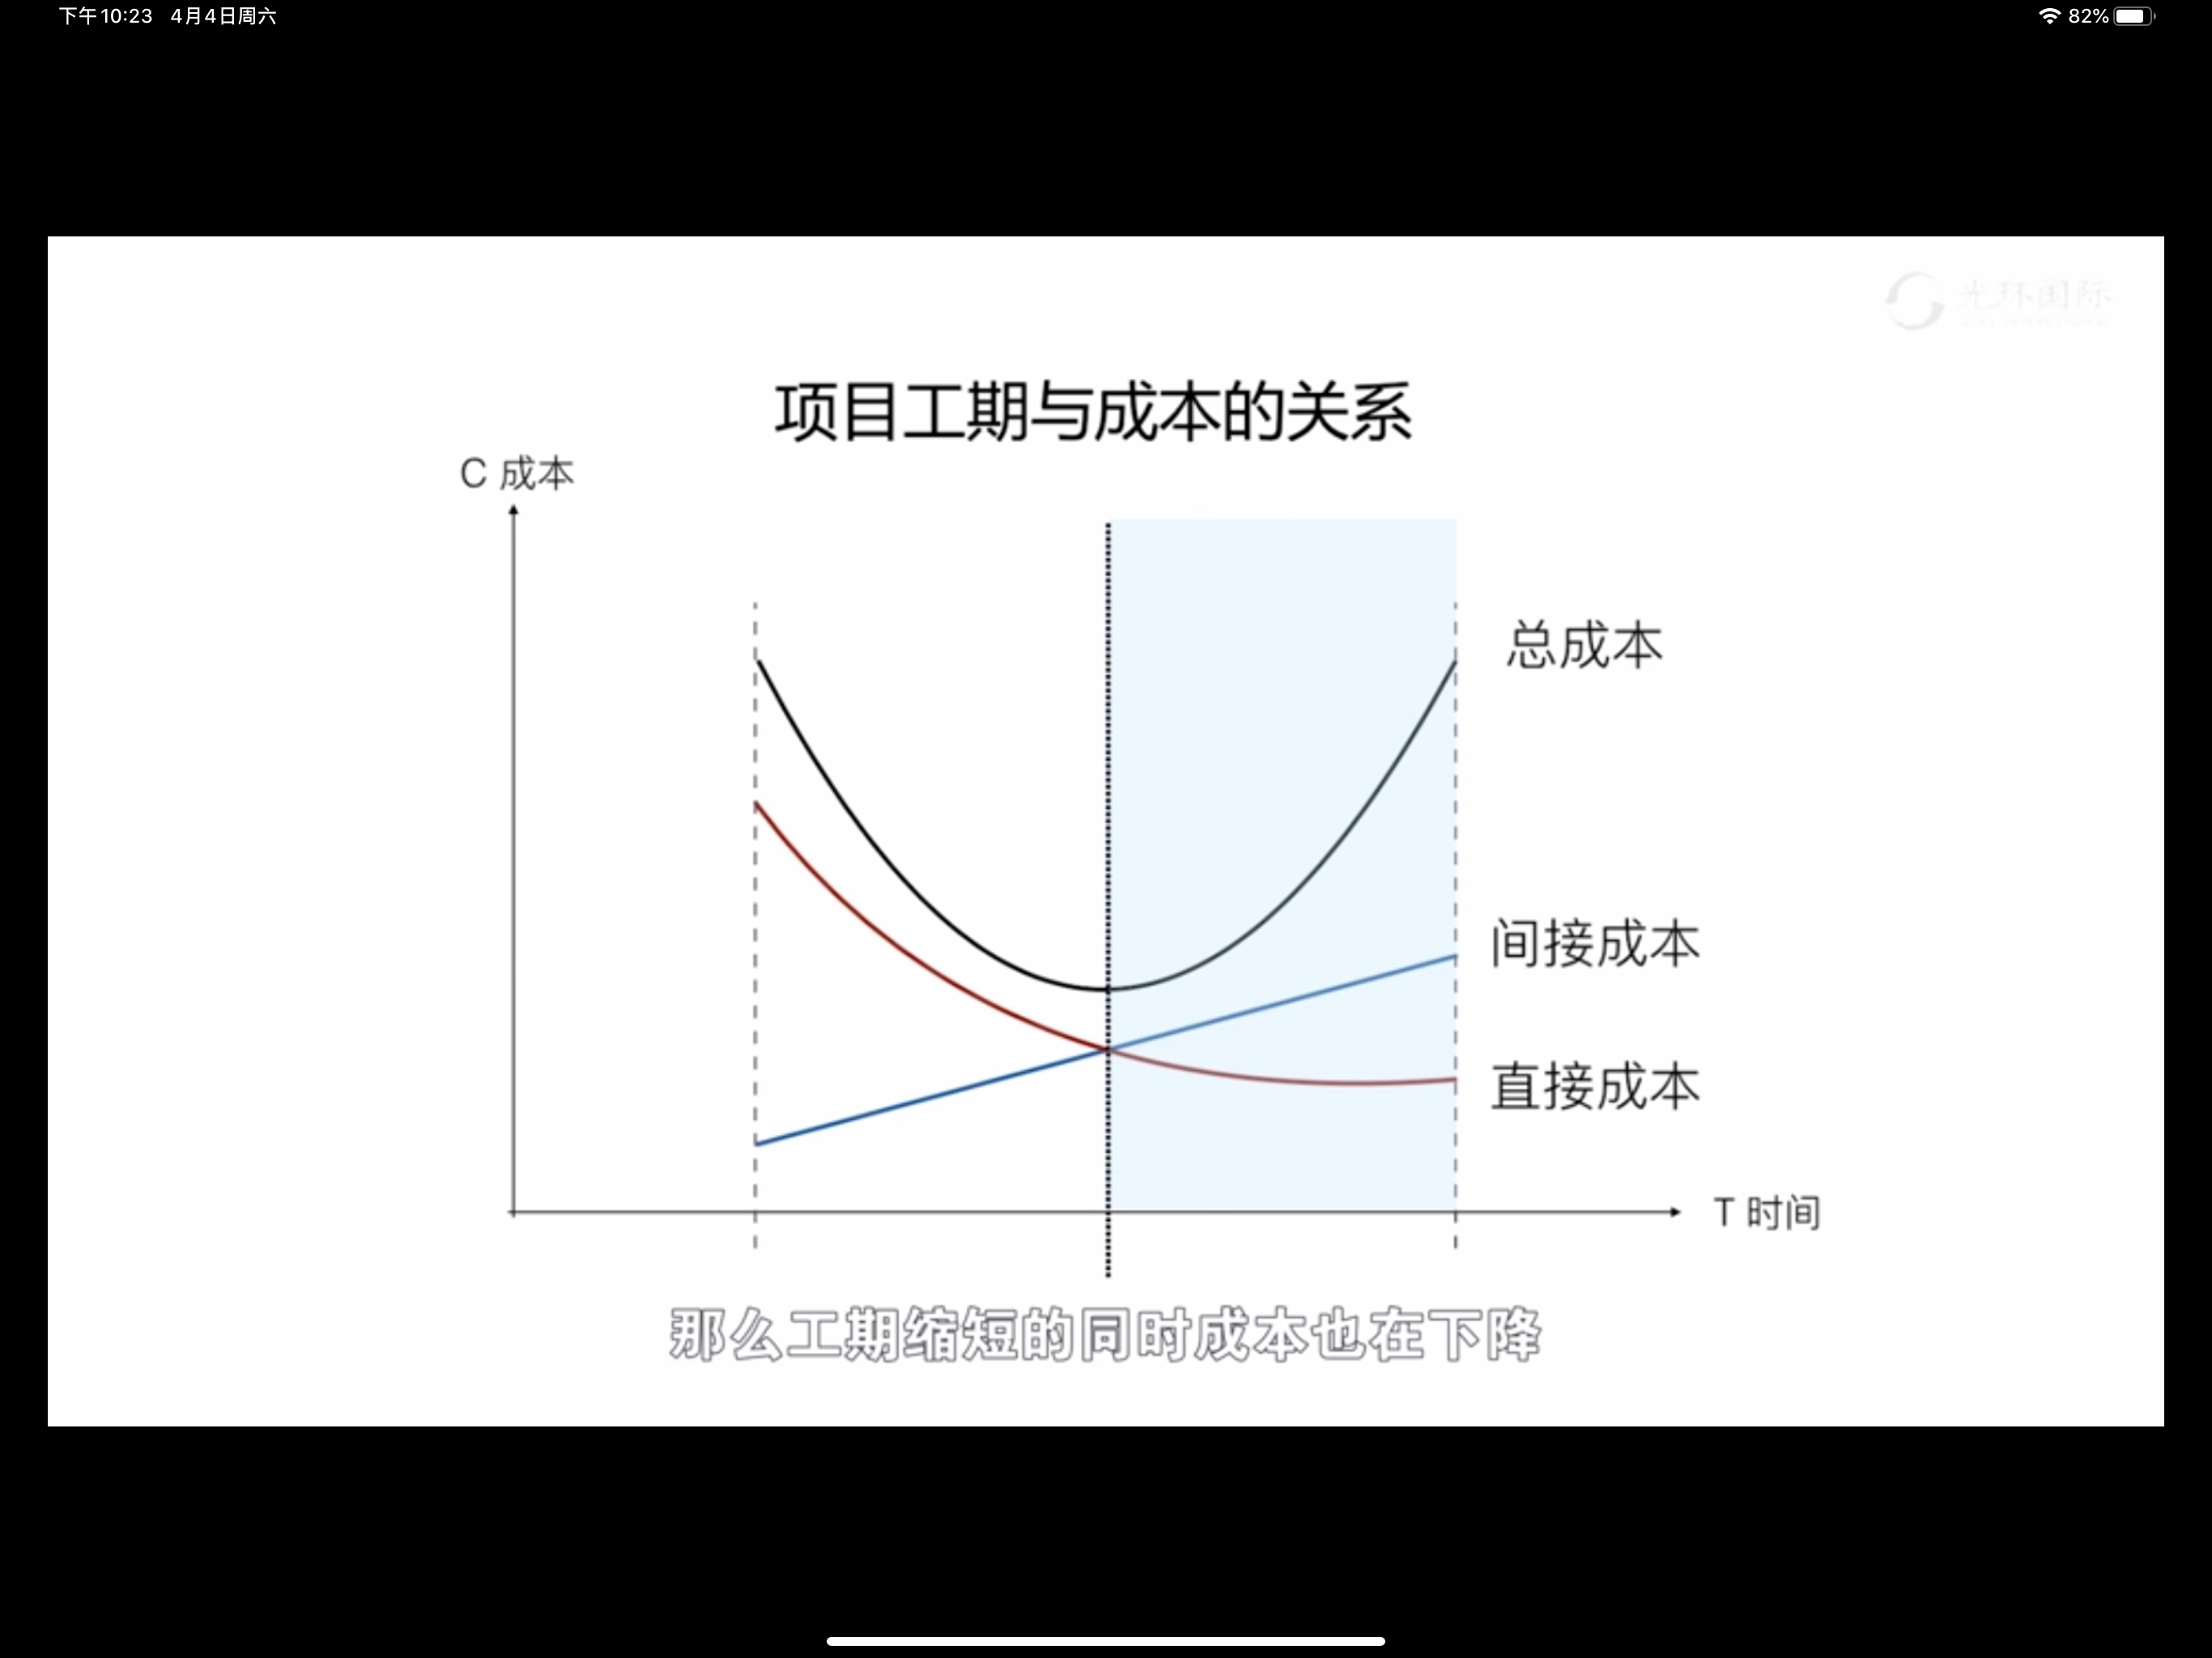 下午10:23 4月4日周六
82%
光环国际
项目工期与成本的关系
C 成本
总成本
间接成本
直接成本
T 时间
那么工期缩短的同时成本也在下降